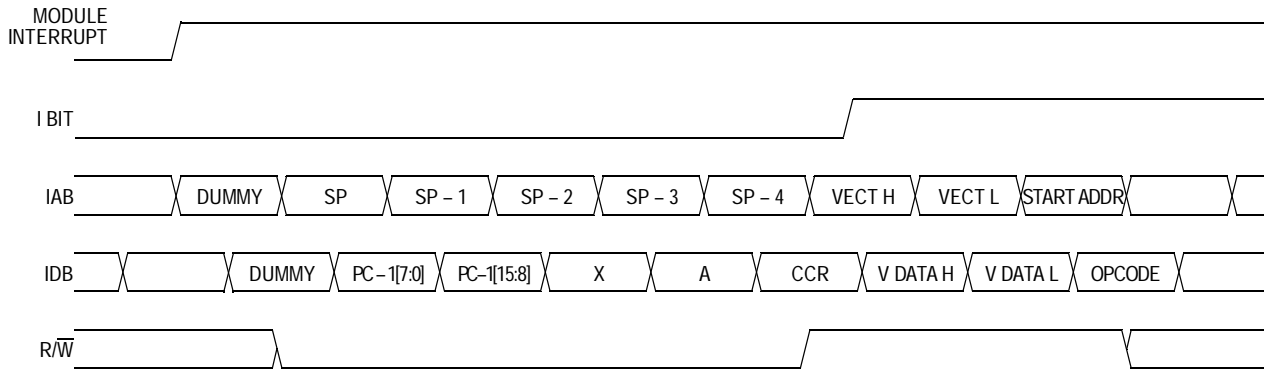 MODULE
INTERRUPT
I BIT
IAB DUMMY SP SP – 1 SP – 2 SP – 3 SP – 4 VECT H VECT L START ADDR
IDB DUMMY PC – 1[7:0] PC–1[15:8] X A CCR V DATA H V DATA L OPCODE
R/W̅